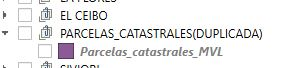 EL CEIBO
PARCELAS_CATASTRALES(DUPLICADA)
Parcelas_catastrales_MVL